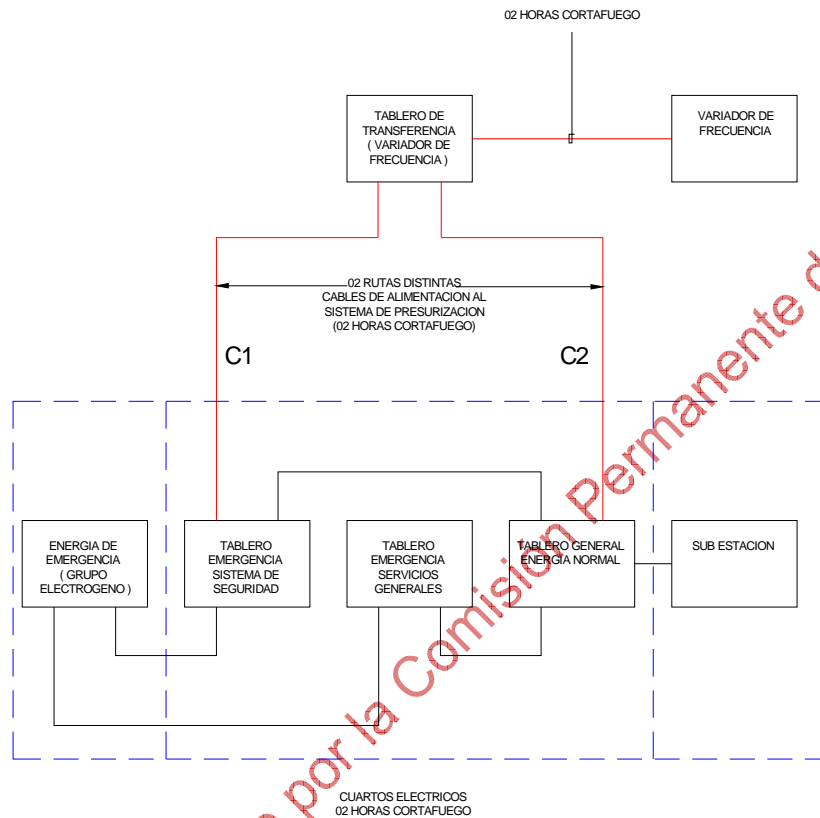 02 HORAS CORTAFUEGO
TABLERO DE
TRANSFERENCIA
( VARIADOR DE
FRECUENCIA )
VARIADOR DE
FRECUENCIA
02 RUTAS DISTINTAS
CABLES DE ALIMENTACION AL
SISTEMA DE PRESURIZACION
(02 HORAS CORTAFUEGO)
C1
C2
ENERGIA DE
EMERGENCIA
( GRUPO
ELECTROGENO )
TABLERO
EMERGENCIA
SISTEMA DE
SEGURIDAD
TABLERO
EMERGENCIA
SERVICIOS
GENERALES
TABLERO GENERAL
ENERGIA NORMAL
SUB ESTACION
CUARTOS ELECTRICOS
02 HORAS CORTAFUEGO
por la Comisión Permanente d